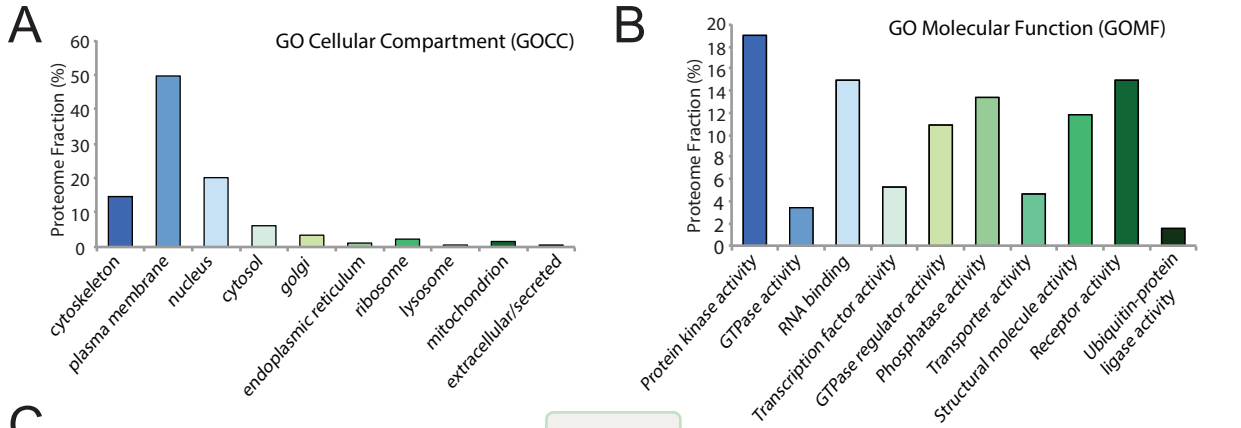 A
GO Cellular Compartment (GOCC)
Proteome Fraction (%)
60
50
40
30
20
10
0
cytoskeleton
plasma membrane
nucleus
cytosol
golgi
endoplasmic reticulum
ribosome
lysosome
mitochondrion
extracellular/secreted
B
GO Molecular Function (GOMF)
Proteome Fraction (%)
20
18
16
14
12
10
8
6
4
2
0
Protein kinase activity
GTPase activity
RNA binding
Transcription factor activity
GTPase regulator activity
Phosphatase activity
Transporter activity
Structural molecule activity
Receptor activity
Ubiquitin-protein
ligase activity
C